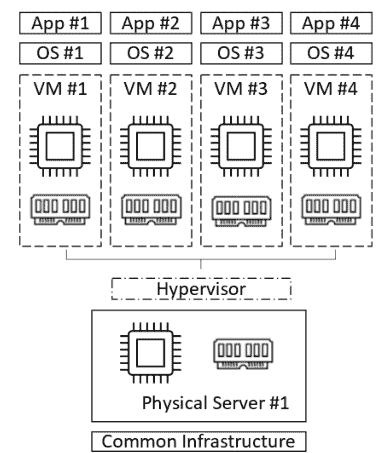 App #1 App #2 App #3 App #4
OS #1 OS #2 OS #3 OS #4
VM #1 VM #2 VM #3 VM #4
Hypervisor
Physical Server #1
Common Infrastructure